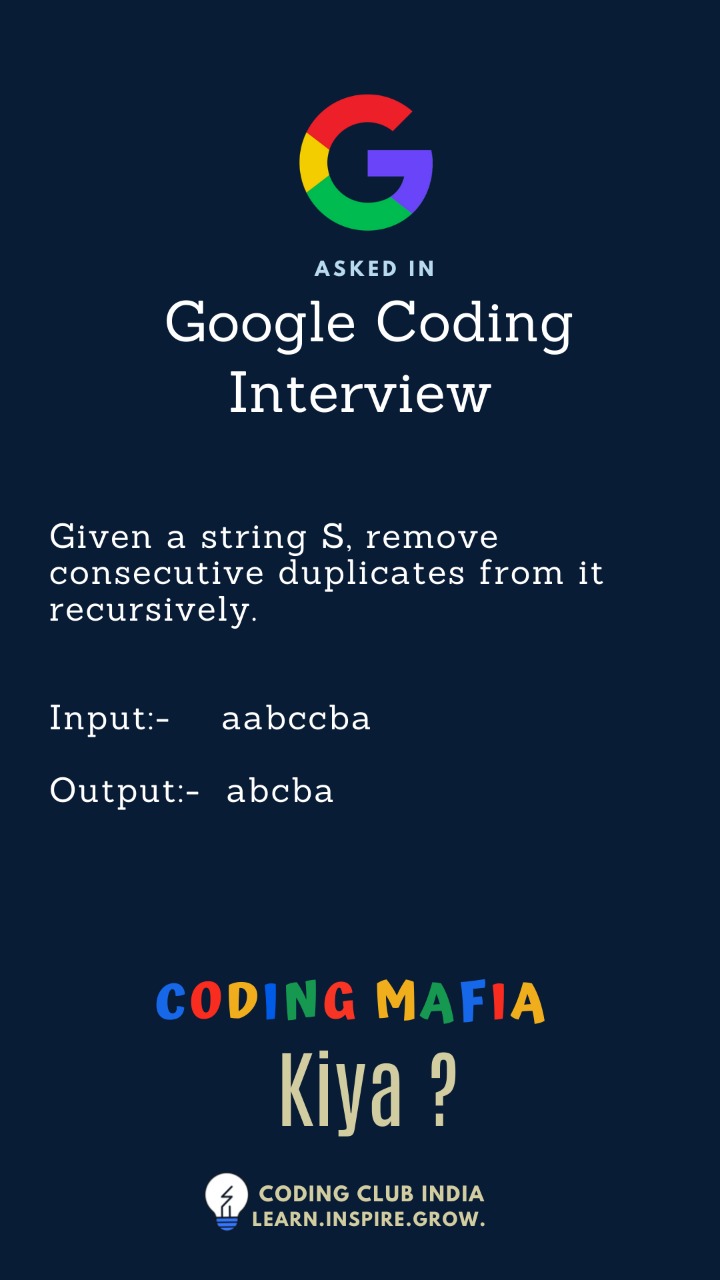 ASKED IN
Google Coding
Interview
Given a string S, remove
consecutive duplicates from it
recursively.
Input:- aabccba
Output:- abcba
CODING MAFIA
Kiya ?
CODING CLUB INDIA
LEARN.INSPIRE.GROW.